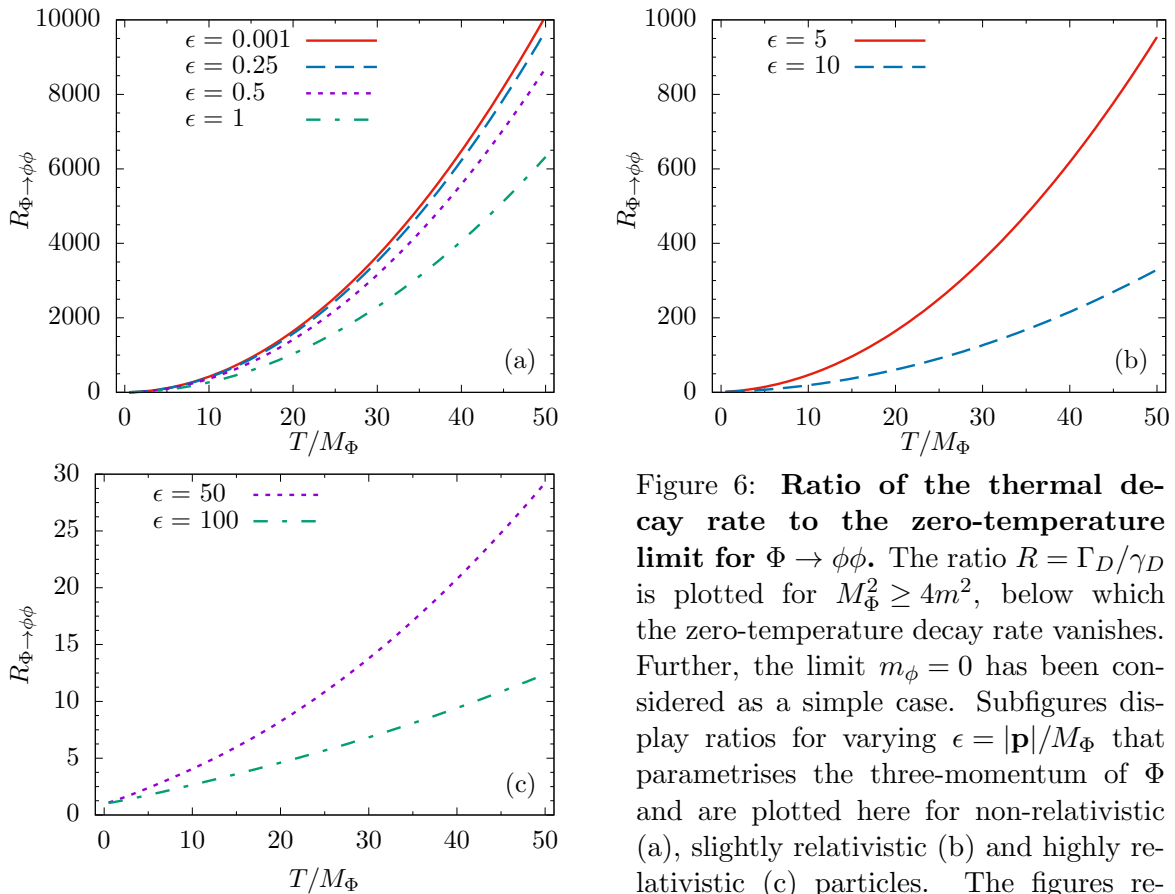 10000
8000
6000
4000
2000
0
R_{Φ→ϕϕ}
ϵ = 0.001
ϵ = 0.25
ϵ = 0.5
ϵ = 1
(a)
0 10 20 30 40 50
T/M_Φ
1000
800
600
400
200
0
R_{Φ→ϕϕ}
ϵ = 5
ϵ = 10
(b)
0 10 20 30 40 50
T/M_Φ
30
25
20
15
10
5
0
R_{Φ→ϕϕ}
ϵ = 50
ϵ = 100
(c)
0 10 20 30 40 50
T/M_Φ
Figure 6: Ratio of the thermal de-
cay rate to the zero-temperature
limit for Φ → ϕϕ. The ratio R = Γ_D/γ_D
is plotted for M_Φ^2 ≥ 4m^2, below which
the zero-temperature decay rate vanishes.
Further, the limit m_ϕ = 0 has been con-
sidered as a simple case. Subfigures dis-
play ratios for varying ϵ = |p|/M_Φ that
parametrises the three-momentum of Φ
and are plotted here for non-relativistic
(a), slightly relativistic (b) and highly re-
lativistic (c) particles. The figures re-